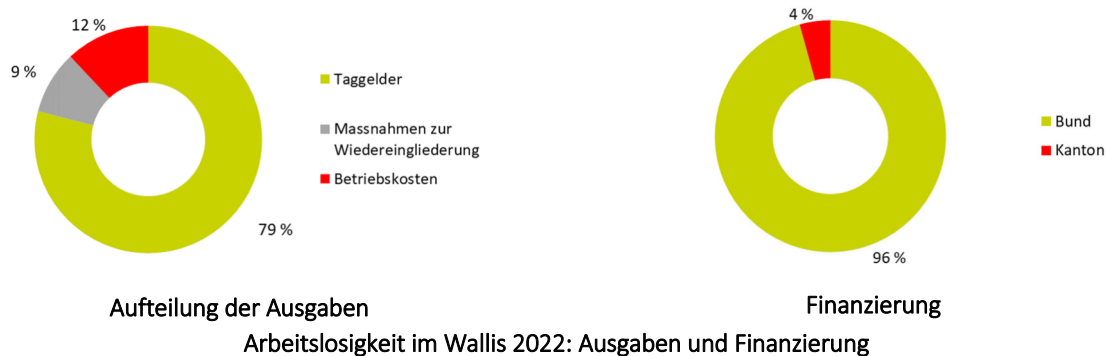 12 %
9 %
79 %
Taggelder
Massnahmen zur
Wiedereingliederung
Betriebskosten
Aufteilung der Ausgaben
4 %
96 %
Bund
Kanton
Finanzierung
Arbeitslosigkeit im Wallis 2022: Ausgaben und Finanzierung